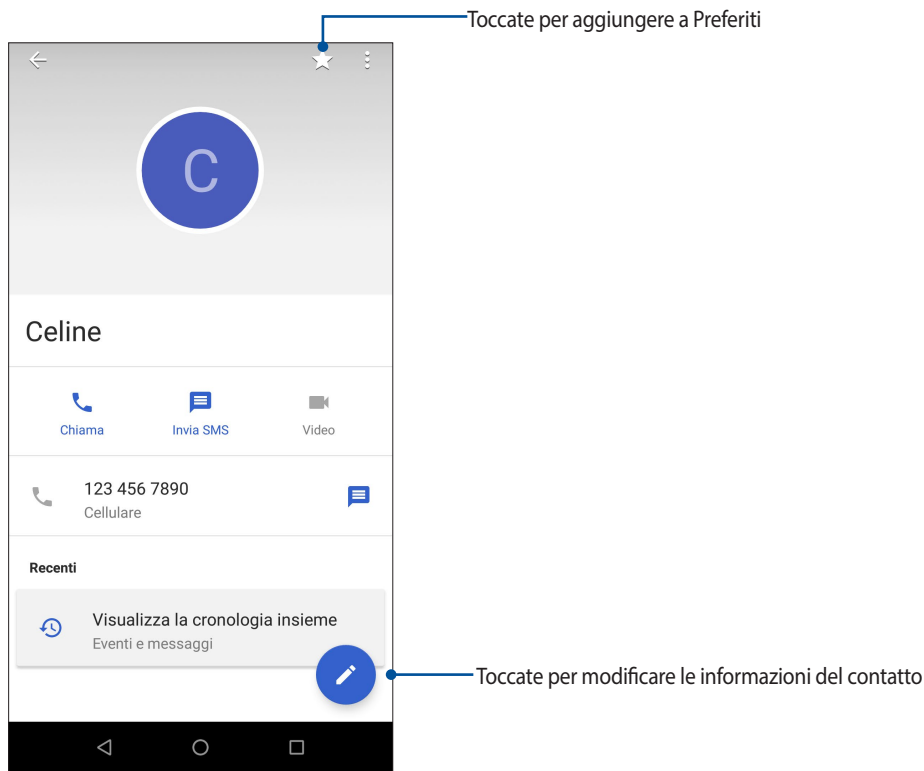 Toccate per aggiungere a Preferiti
C
Celine
Chiama Invia SMS Video
123 456 7890
Cellulare
Recenti
Visualizza la cronologia insieme
Eventi e messaggi
Toccate per modificare le informazioni del contatto